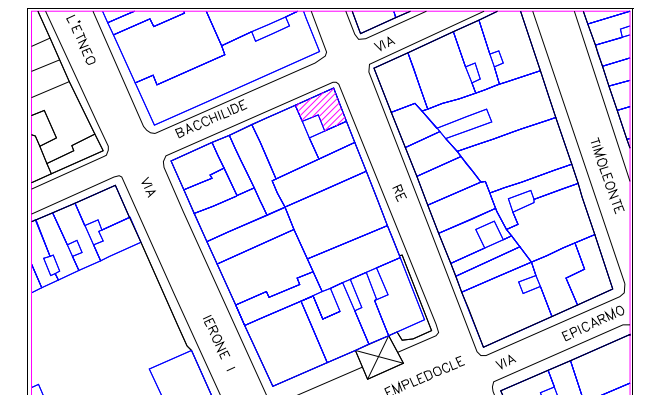 L'ETNEO
VIA
BACCHILIDE
VIA
RE
TIMOLEONTE
IERONE I
EPICARMO
VIA
EMPLEDOCLE